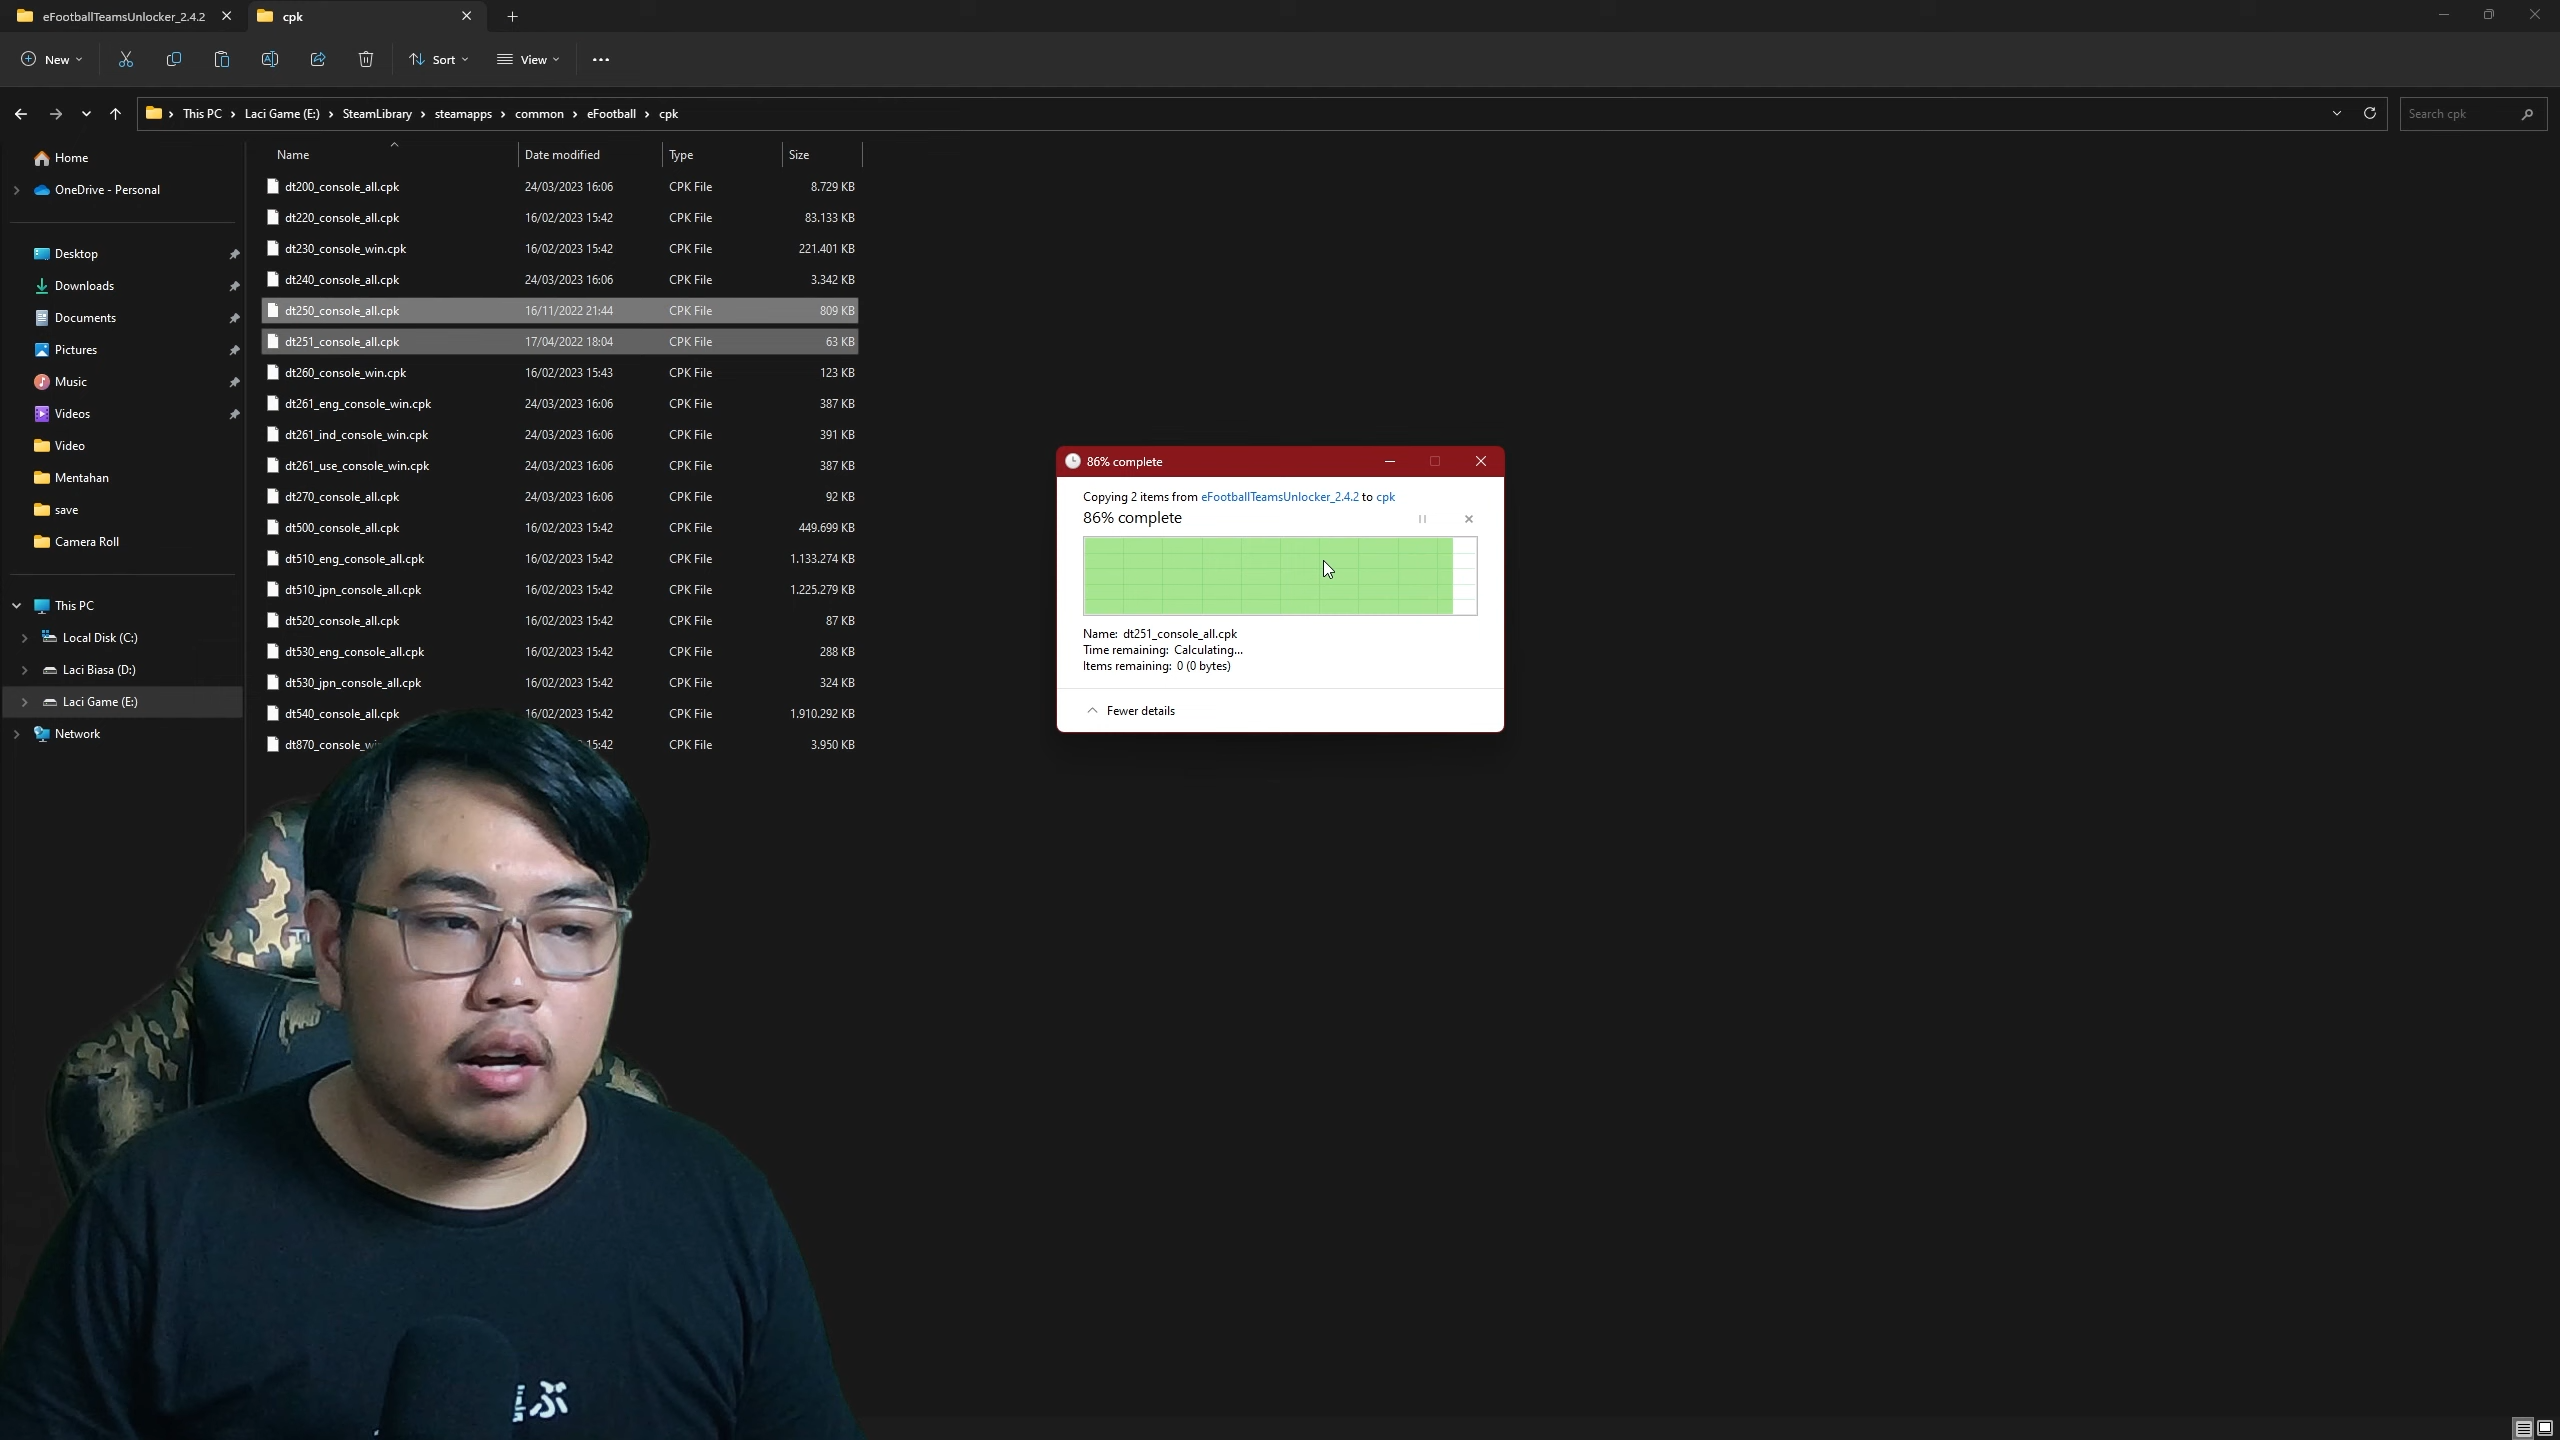 eFootballTeamsUnlocker_2.4.2
cpk
New
Sort
View
This PC > Laci Game (E:) > SteamLibrary > steamapps > common > eFootball > cpk
Search cpk
Home
OneDrive - Personal
Desktop
Downloads
Documents
Pictures
Music
Videos
Video
Mentahan
save
Camera Roll
This PC
Local Disk (C:)
Laci Biasa (D:)
Laci Game (E:)
Network
Name Date modified Type Size
dt200_console_all.cpk 24/03/2023 16:06 CPK File 8.729 KB
dt220_console_all.cpk 16/02/2023 15:42 CPK File 83.133 KB
dt230_console_win.cpk 16/02/2023 15:42 CPK File 221.401 KB
dt240_console_all.cpk 24/03/2023 16:06 CPK File 3.342 KB
dt250_console_all.cpk 16/11/2022 21:44 CPK File 809 KB
dt251_console_all.cpk 17/04/2022 18:04 CPK File 63 KB
dt260_console_win.cpk 16/02/2023 15:43 CPK File 123 KB
dt261_eng_console_win.cpk 24/03/2023 16:06 CPK File 387 KB
dt261_ind_console_win.cpk 24/03/2023 16:06 CPK File 391 KB
dt261_use_console_win.cpk 24/03/2023 16:06 CPK File 387 KB
dt270_console_all.cpk 24/03/2023 16:06 CPK File 92 KB
dt500_console_all.cpk 16/02/2023 15:42 CPK File 449.699 KB
dt510_eng_console_all.cpk 16/02/2023 15:42 CPK File 1.133.274 KB
dt510_jpn_console_all.cpk 16/02/2023 15:42 CPK File 1.225.279 KB
dt520_console_all.cpk 16/02/2023 15:42 CPK File 87 KB
dt530_eng_console_all.cpk 16/02/2023 15:42 CPK File 288 KB
dt530_jpn_console_all.cpk 16/02/2023 15:42 CPK File 324 KB
dt540_console_all.cpk 16/02/2023 15:42 CPK File 1.910.292 KB
dt870_console_wi 15:42 CPK File 3.950 KB
86% complete
Copying 2 items from eFootballTeamsUnlocker_2.4.2 to cpk
86% complete
Name: dt251_console_all.cpk
Time remaining: Calculating...
Items remaining: 0 (0 bytes)
Fewer details